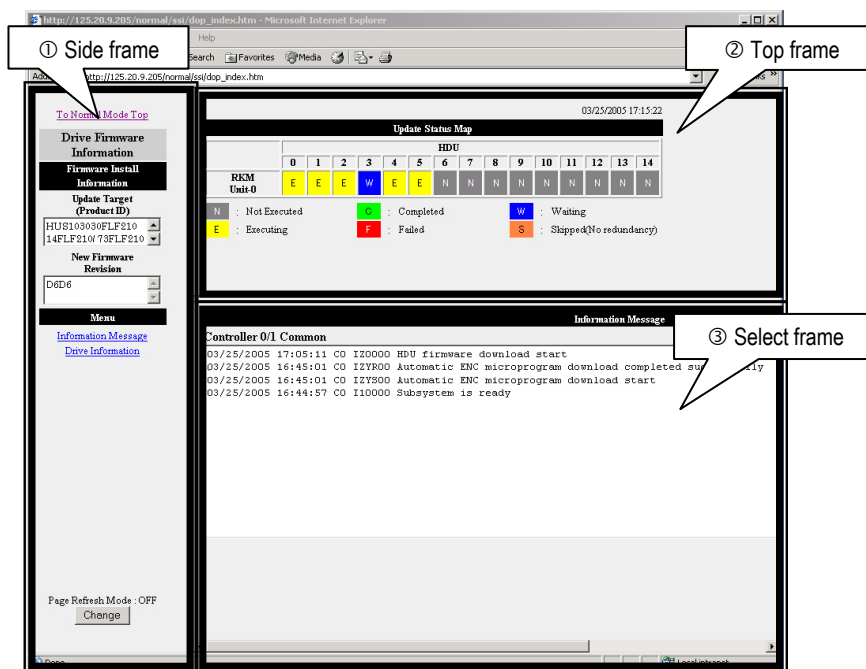 http://125.20.9.205/normal/ssi/dop_index.htm - Microsoft Internet Explorer
Help
① Side frame
② Top frame
Search Favorites Media
http://125.20.9.205/normal/ssi/dop_index.htm
To Normal Mode Top
Drive Firmware
Information
Firmware Install
Information
Update Target
(Product ID)
HUS103030FLF210
14FLF210/73FLF210
New Firmware
Revision
D6D6
Menu
Information Message
Drive Information
Page Refresh Mode : OFF
Change
03/25/2005 17:15:22
Update Status Map
HDU
0 1 2 3 4 5 6 7 8 9 10 11 12 13 14
RKM
Unit-0
E E E W E E N N N N N N N N N
N : Not Executed C : Completed W : Waiting
E : Executing F : Failed S : Skipped(No redundancy)
Information Message
③ Select frame
Controller 0/1 Common
03/25/2005 17:05:11 C0 IZ0000 HDU firmware download start
03/25/2005 16:45:01 C0 IZYR00 Automatic ENC microprogram download completed
03/25/2005 16:45:01 C0 IZYS00 Automatic ENC microprogram download start
03/25/2005 16:44:57 C0 I10000 Subsystem is ready
Done
Local intranet